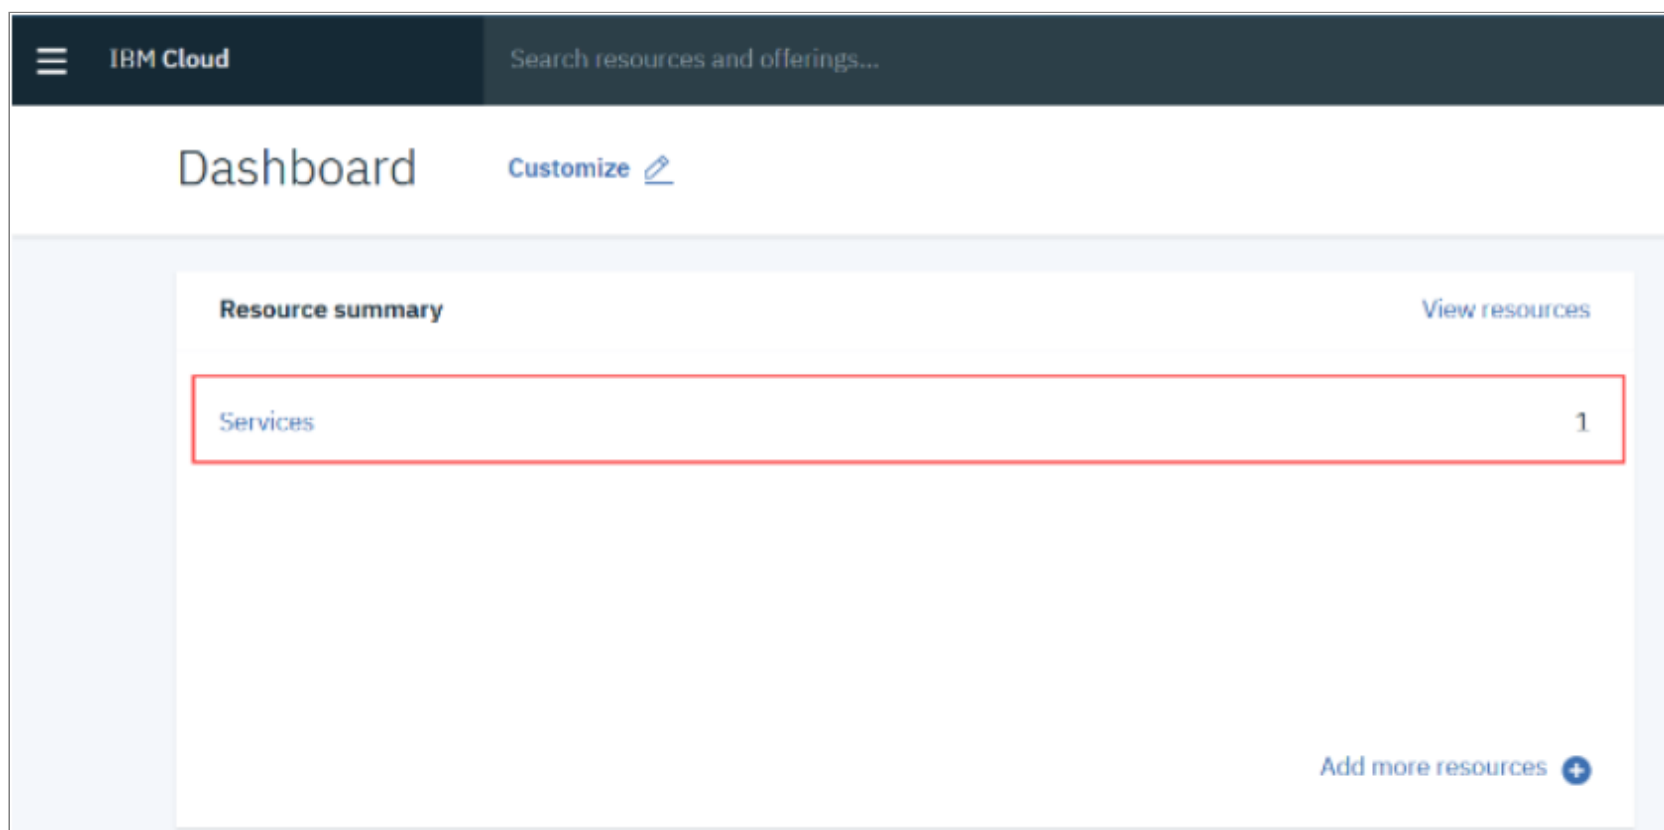 IBM Cloud Search resources and offerings...
Dashboard Customize
Resource summary View resources
Services 1
Add more resources